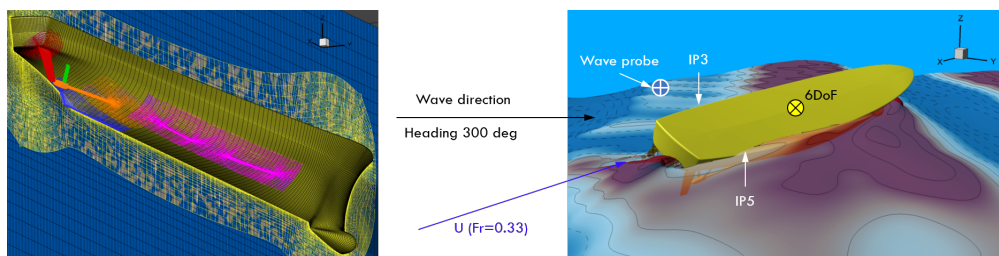 Wave direction
Heading 300 deg
U (Fr=0.33)
Wave probe
IP3
6DoF
IP5
Z
X
Y